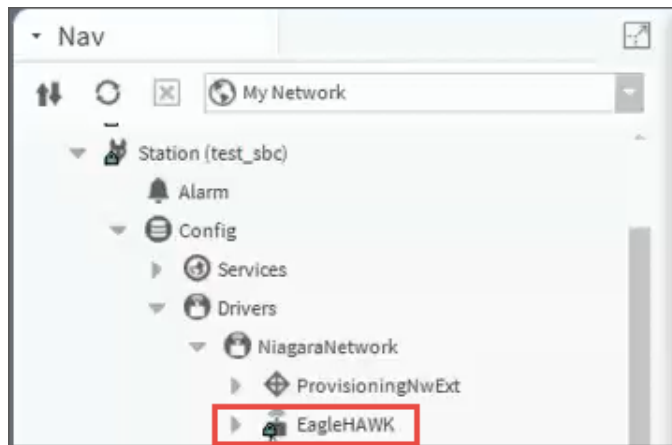 Nav
My Network
Station (test_sbc)
Alarm
Config
Services
Drivers
NiagaraNetwork
ProvisioningNwExt
EagleHAWK